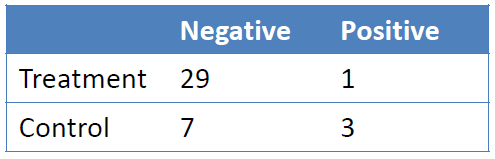 Negative Positive
Treatment 29 1
Control 7 3